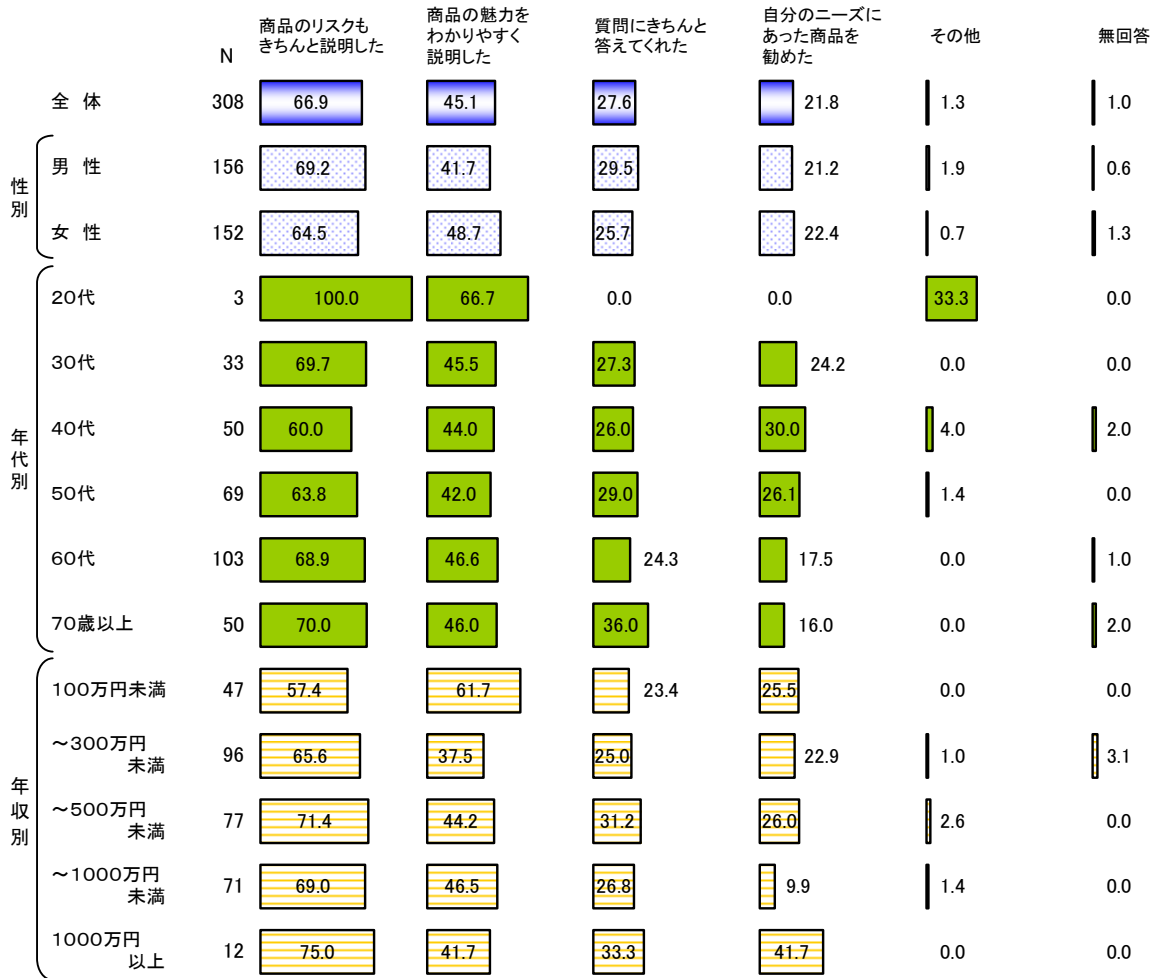 N
商品のリスクも
きちんと説明した
商品の魅力を
わかりやすく
説明した
質問にきちんと
答えてくれた
自分のニーズに
あった商品を
勧めた
その他
無回答
全 体 308 66.9 45.1 27.6 21.8 1.3 1.0
性別
男 性 156 69.2 41.7 29.5 21.2 1.9 0.6
女 性 152 64.5 48.7 25.7 22.4 0.7 1.3
年代別
20代 3 100.0 66.7 0.0 0.0 33.3 0.0
30代 33 69.7 45.5 27.3 24.2 0.0 0.0
40代 50 60.0 44.0 26.0 30.0 4.0 2.0
50代 69 63.8 42.0 29.0 26.1 1.4 0.0
60代 103 68.9 46.6 24.3 17.5 0.0 1.0
70歳以上 50 70.0 46.0 36.0 16.0 0.0 2.0
年収別
100万円未満 47 57.4 61.7 23.4 25.5 0.0 0.0
～300万円
未満 96 65.6 37.5 25.0 22.9 1.0 3.1
～500万円
未満 77 71.4 44.2 31.2 26.0 2.6 0.0
～1000万円
未満 71 69.0 46.5 26.8 9.9 1.4 0.0
1000万円
以上 12 75.0 41.7 33.3 41.7 0.0 0.0